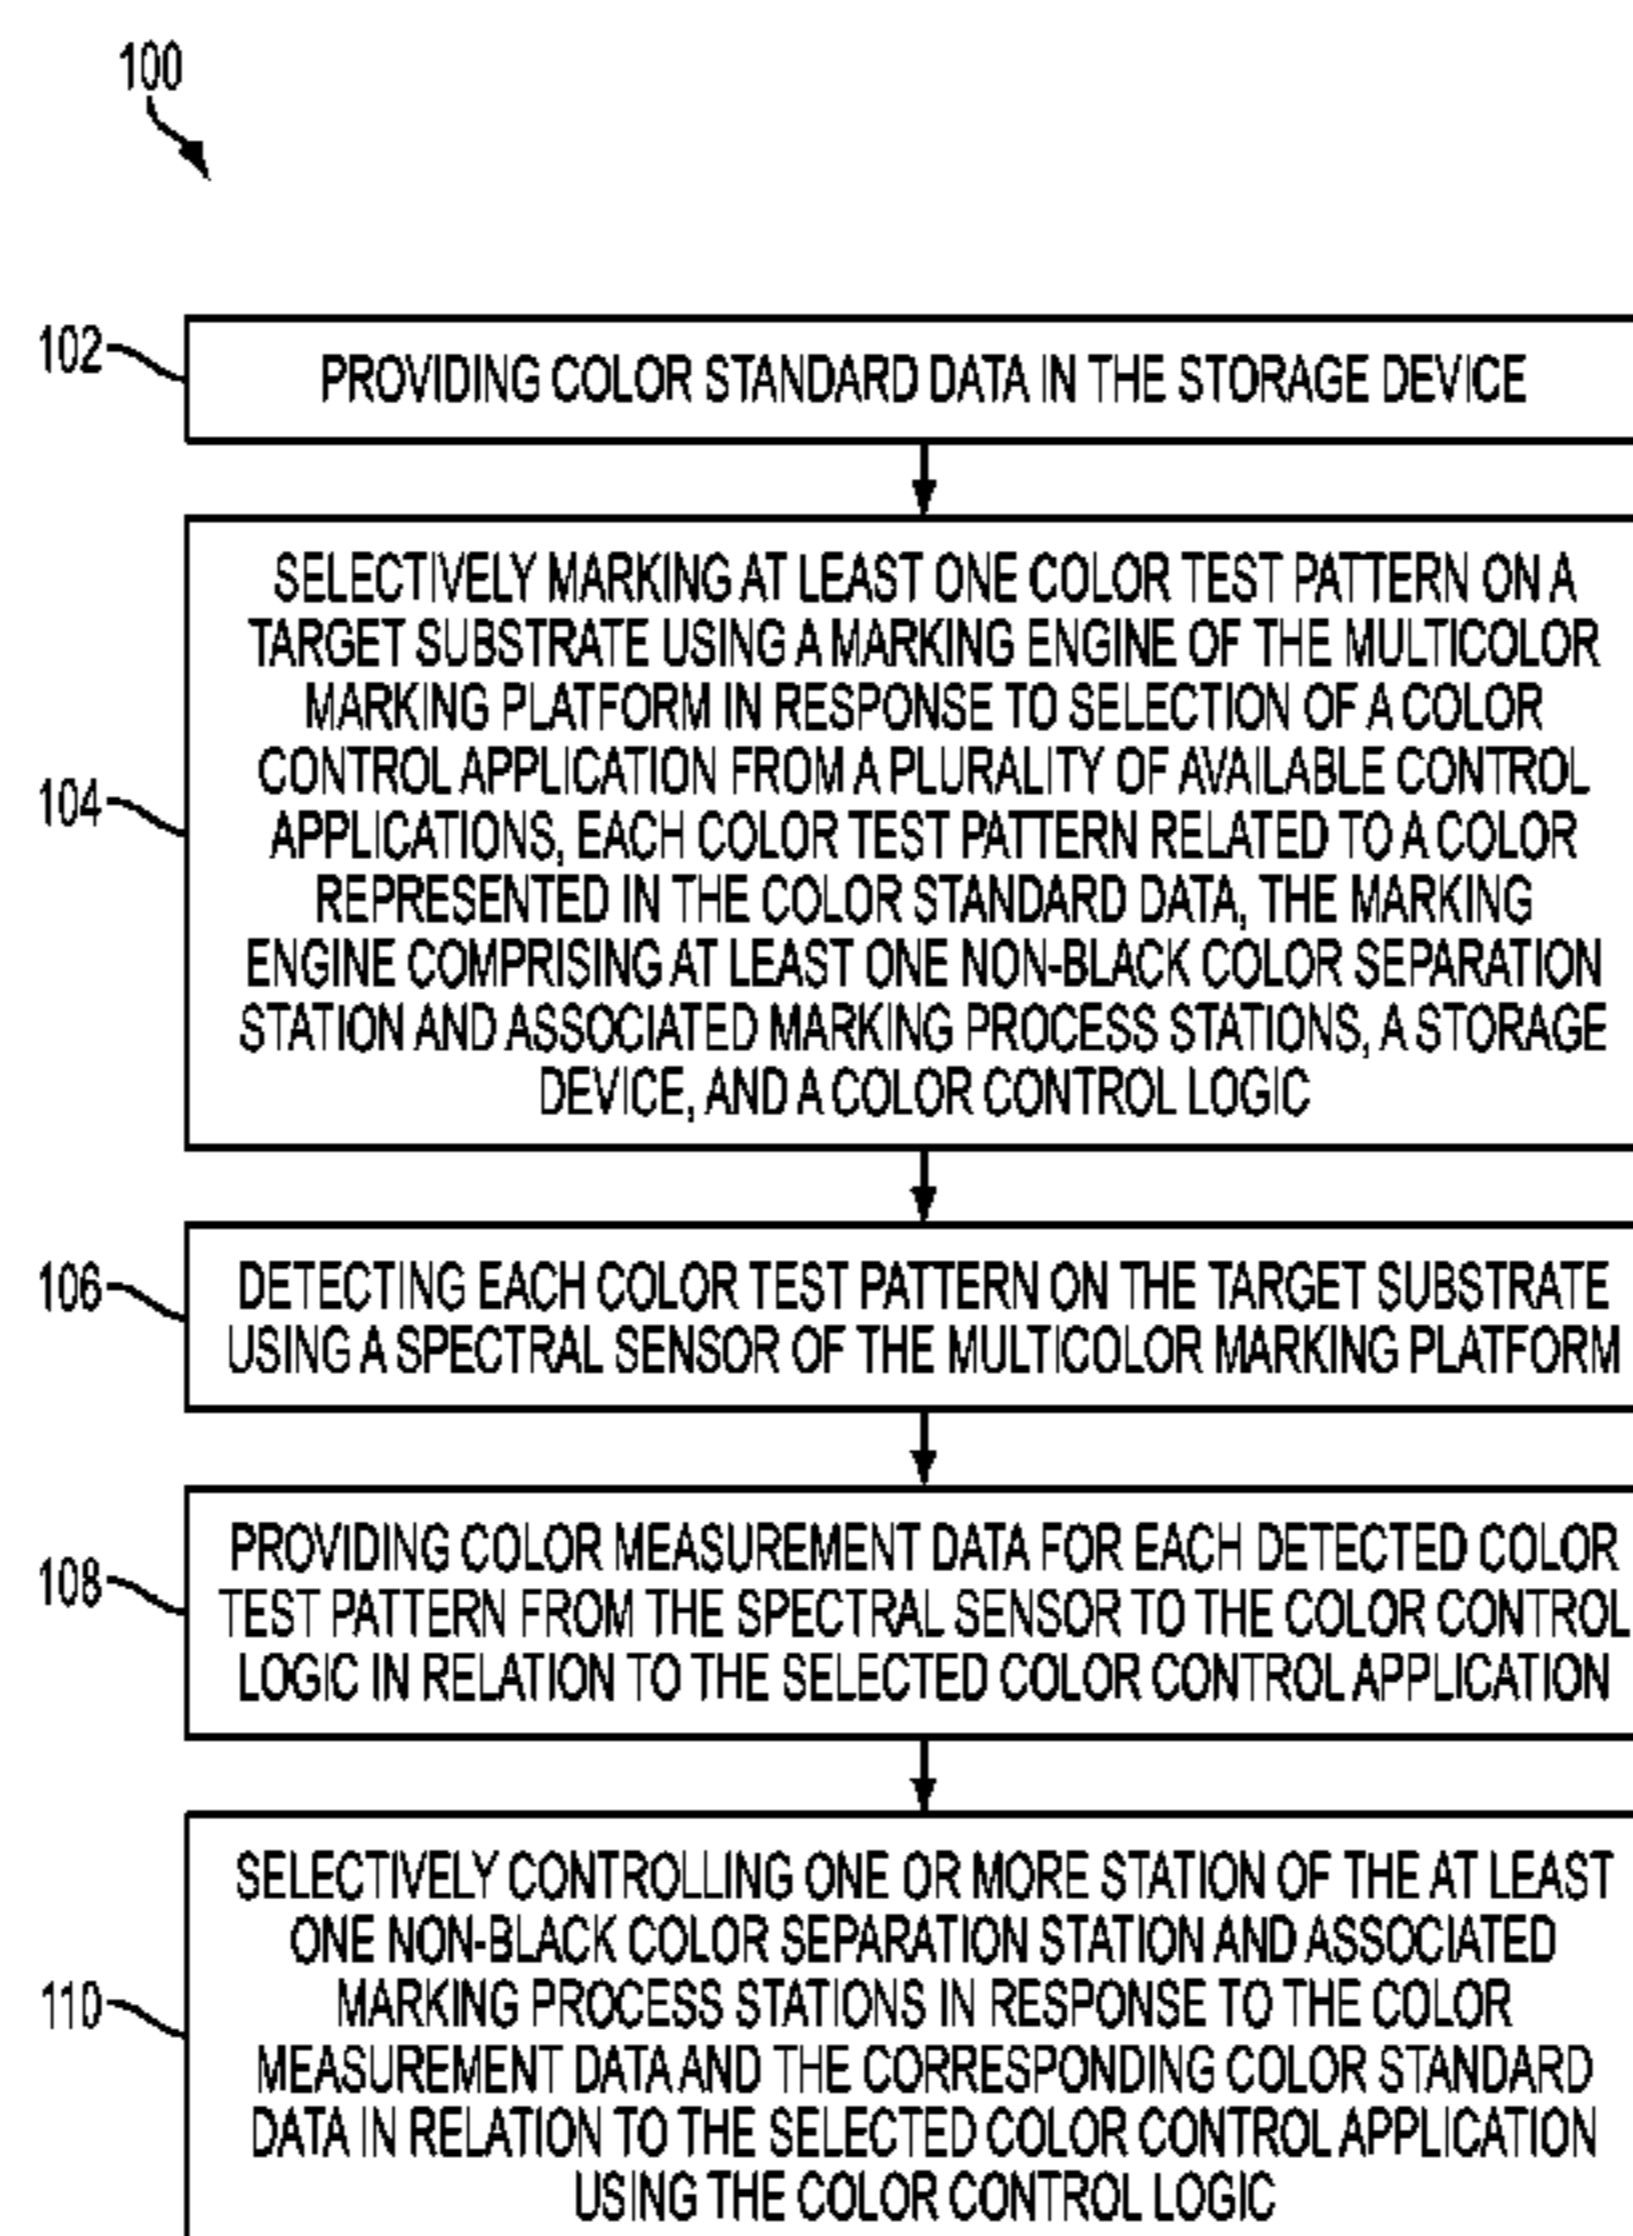 100
102
PROVIDING COLOR STANDARD DATA IN THE STORAGE DEVICE
104
SELECTIVELY MARKING AT LEAST ONE COLOR TEST PATTERN ON A
TARGET SUBSTRATE USING A MARKING ENGINE OF THE MULTICOLOR
MARKING PLATFORM IN RESPONSE TO SELECTION OF A COLOR
CONTROL APPLICATION FROM A PLURALITY OF AVAILABLE CONTROL
APPLICATIONS, EACH COLOR TEST PATTERN RELATED TO A COLOR
REPRESENTED IN THE COLOR STANDARD DATA, THE MARKING
ENGINE COMPRISING AT LEAST ONE NON-BLACK COLOR SEPARATION
STATION AND ASSOCIATED MARKING PROCESS STATIONS, A STORAGE
DEVICE, AND A COLOR CONTROL LOGIC
106
DETECTING EACH COLOR TEST PATTERN ON THE TARGET SUBSTRATE
USING A SPECTRAL SENSOR OF THE MULTICOLOR MARKING PLATFORM
108
PROVIDING COLOR MEASUREMENT DATA FOR EACH DETECTED COLOR
TEST PATTERN FROM THE SPECTRAL SENSOR TO THE COLOR CONTROL
LOGIC IN RELATION TO THE SELECTED COLOR CONTROL APPLICATION
110
SELECTIVELY CONTROLLING ONE OR MORE STATION OF THE AT LEAST
ONE NON-BLACK COLOR SEPARATION STATION AND ASSOCIATED
MARKING PROCESS STATIONS IN RESPONSE TO THE COLOR
MEASUREMENT DATA AND THE CORRESPONDING COLOR STANDARD
DATA IN RELATION TO THE SELECTED COLOR CONTROL APPLICATION
USING THE COLOR CONTROL LOGIC